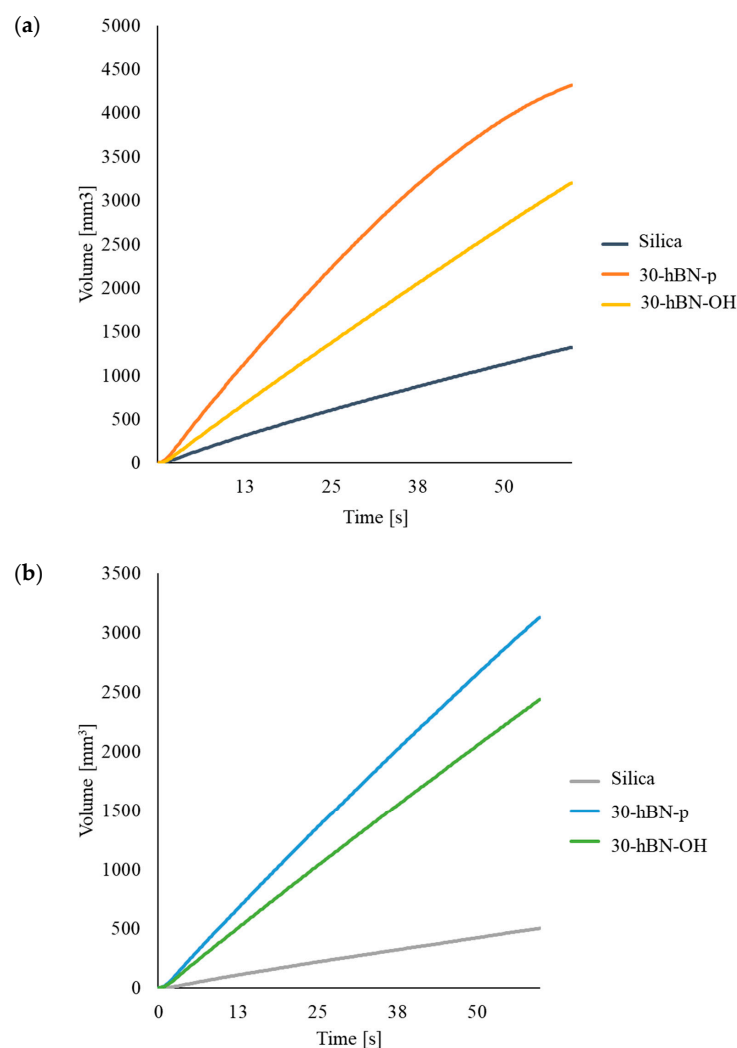 (a)
5000
4500
4000
3500
3000
2500
2000
1500
1000
500
0
Volume [mm3]
13 25 38 50
Time [s]
Silica
30-hBN-p
30-hBN-OH
(b)
3500
3000
2500
2000
1500
1000
500
0
Volume [mm³]
0 13 25 38 50
Time [s]
Silica
30-hBN-p
30-hBN-OH